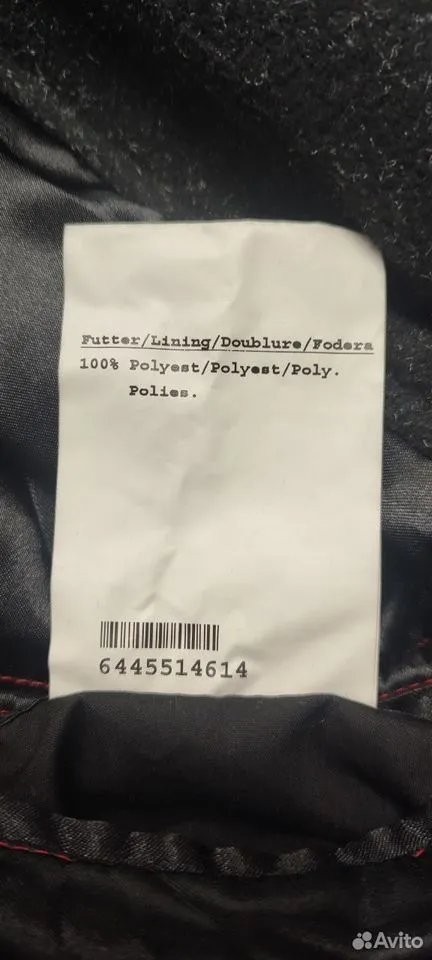 Futter/Lining/Doublure/Fodera
100% Polyest/Polyest/Poly.
Polies.
6445514614
Avito